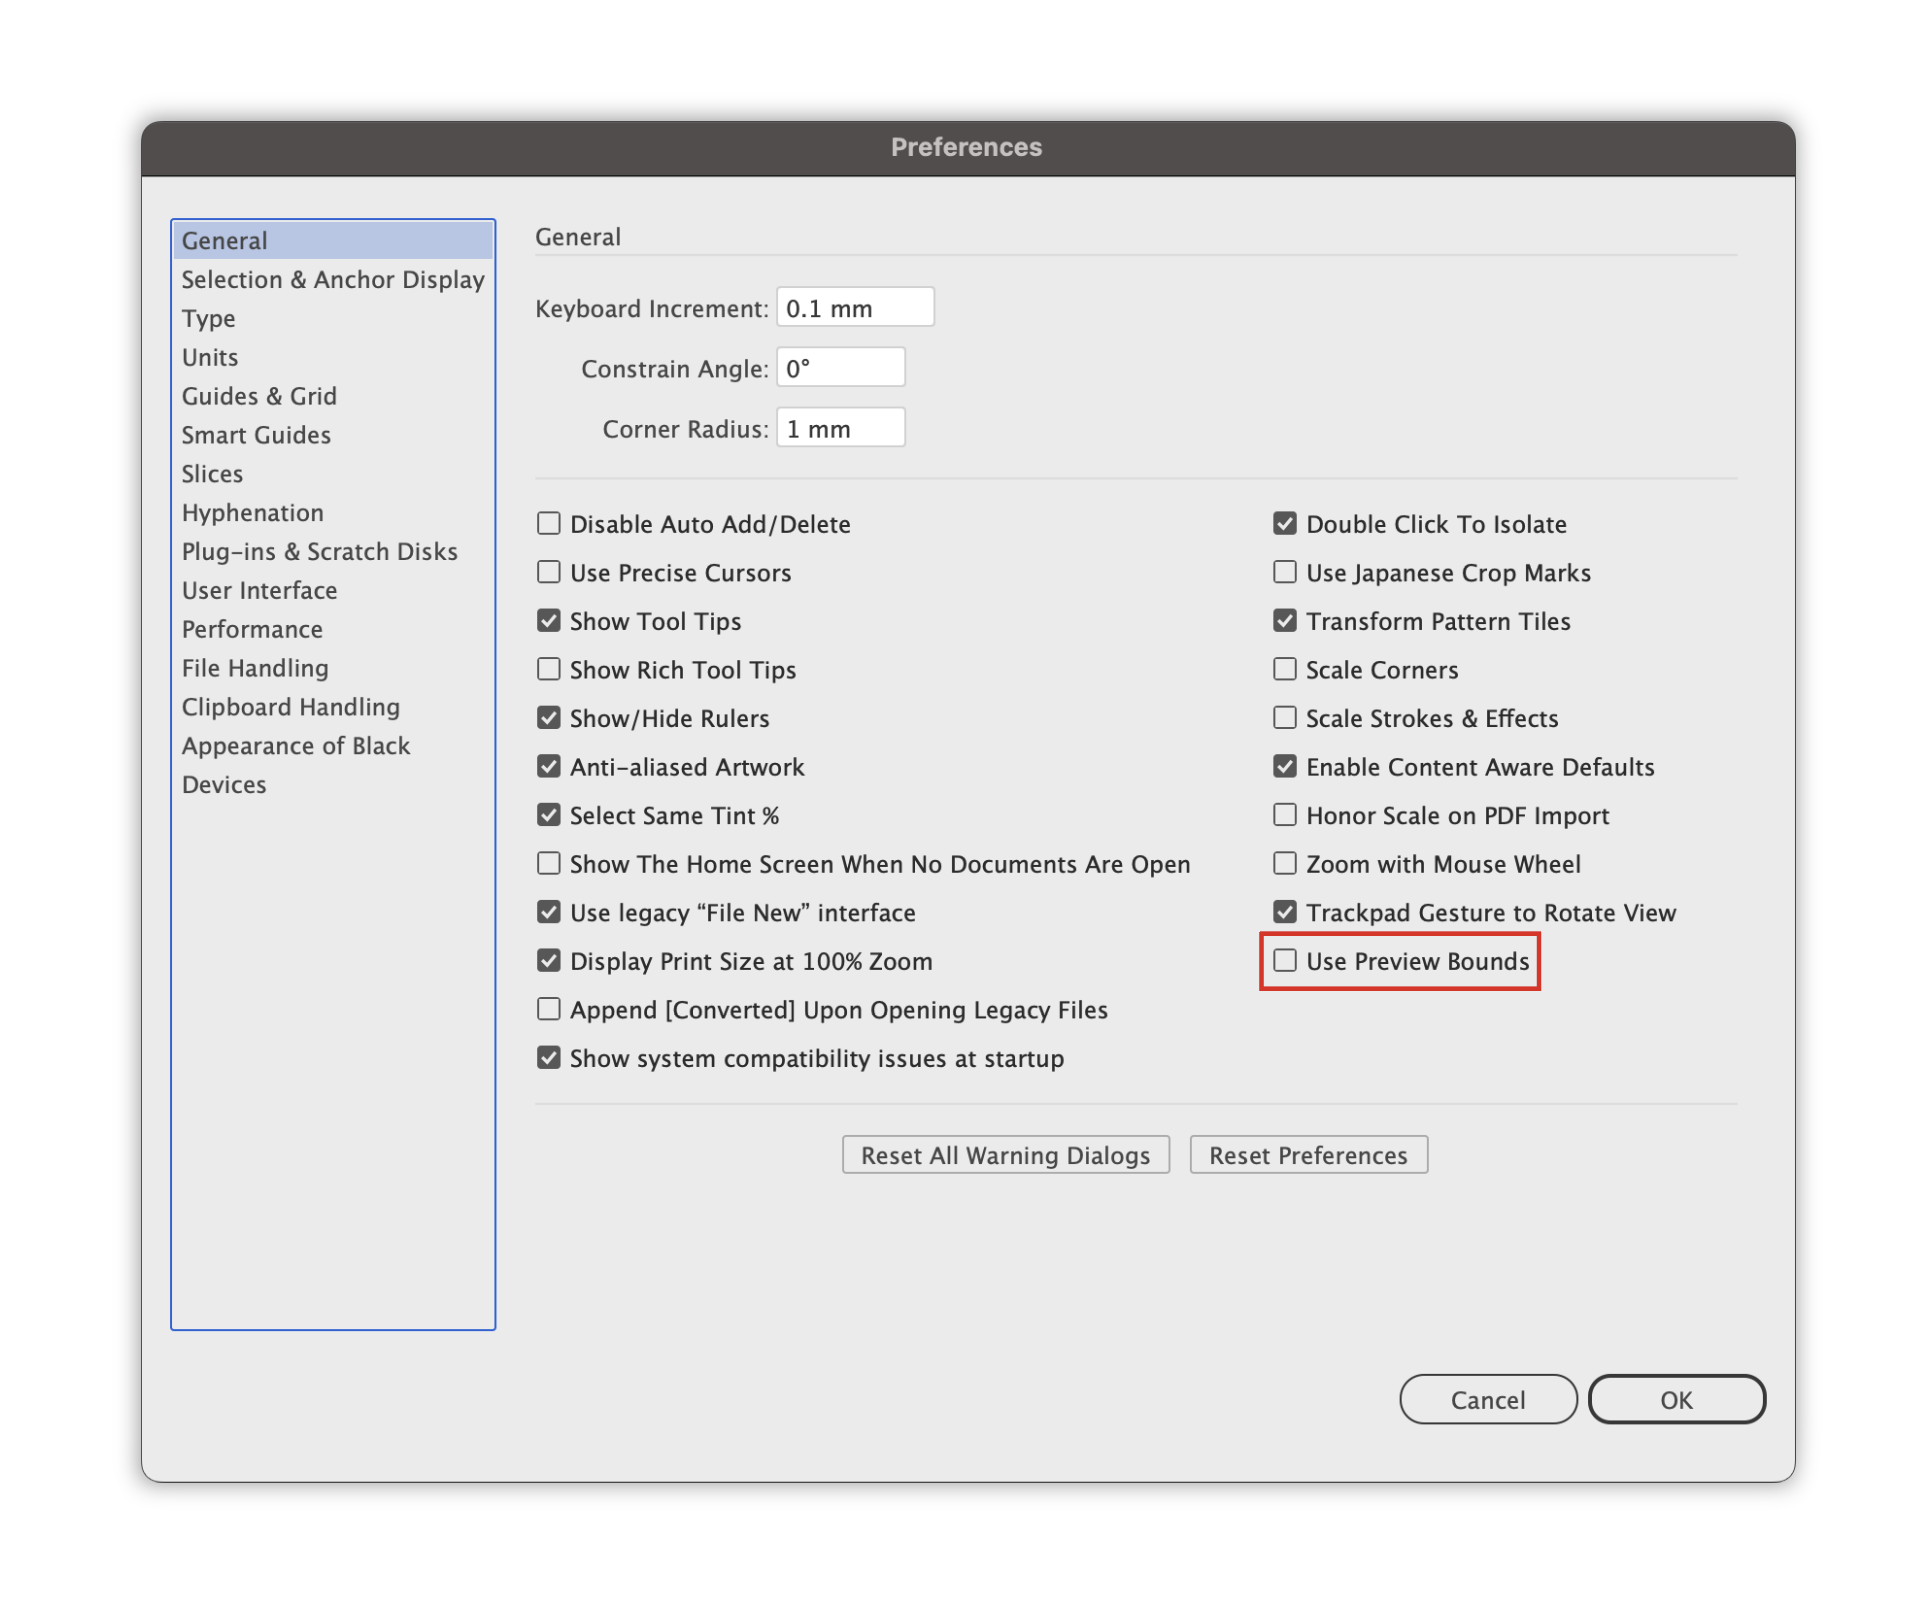 Preferences
General
Selection & Anchor Display
Type
Units
Guides & Grid
Smart Guides
Slices
Hyphenation
Plug-ins & Scratch Disks
User Interface
Performance
File Handling
Clipboard Handling
Appearance of Black
Devices
General
Keyboard Increment: 0.1 mm
Constrain Angle: 0°
Corner Radius: 1 mm
Disable Auto Add/Delete
Use Precise Cursors
Show Tool Tips
Show Rich Tool Tips
Show/Hide Rulers
Anti-aliased Artwork
Select Same Tint %
Show The Home Screen When No Documents Are Open
Use legacy “File New” interface
Display Print Size at 100% Zoom
Append [Converted] Upon Opening Legacy Files
Show system compatibility issues at startup
Double Click To Isolate
Use Japanese Crop Marks
Transform Pattern Tiles
Scale Corners
Scale Strokes & Effects
Enable Content Aware Defaults
Honor Scale on PDF Import
Zoom with Mouse Wheel
Trackpad Gesture to Rotate View
Use Preview Bounds
Reset All Warning Dialogs
Reset Preferences
Cancel
OK